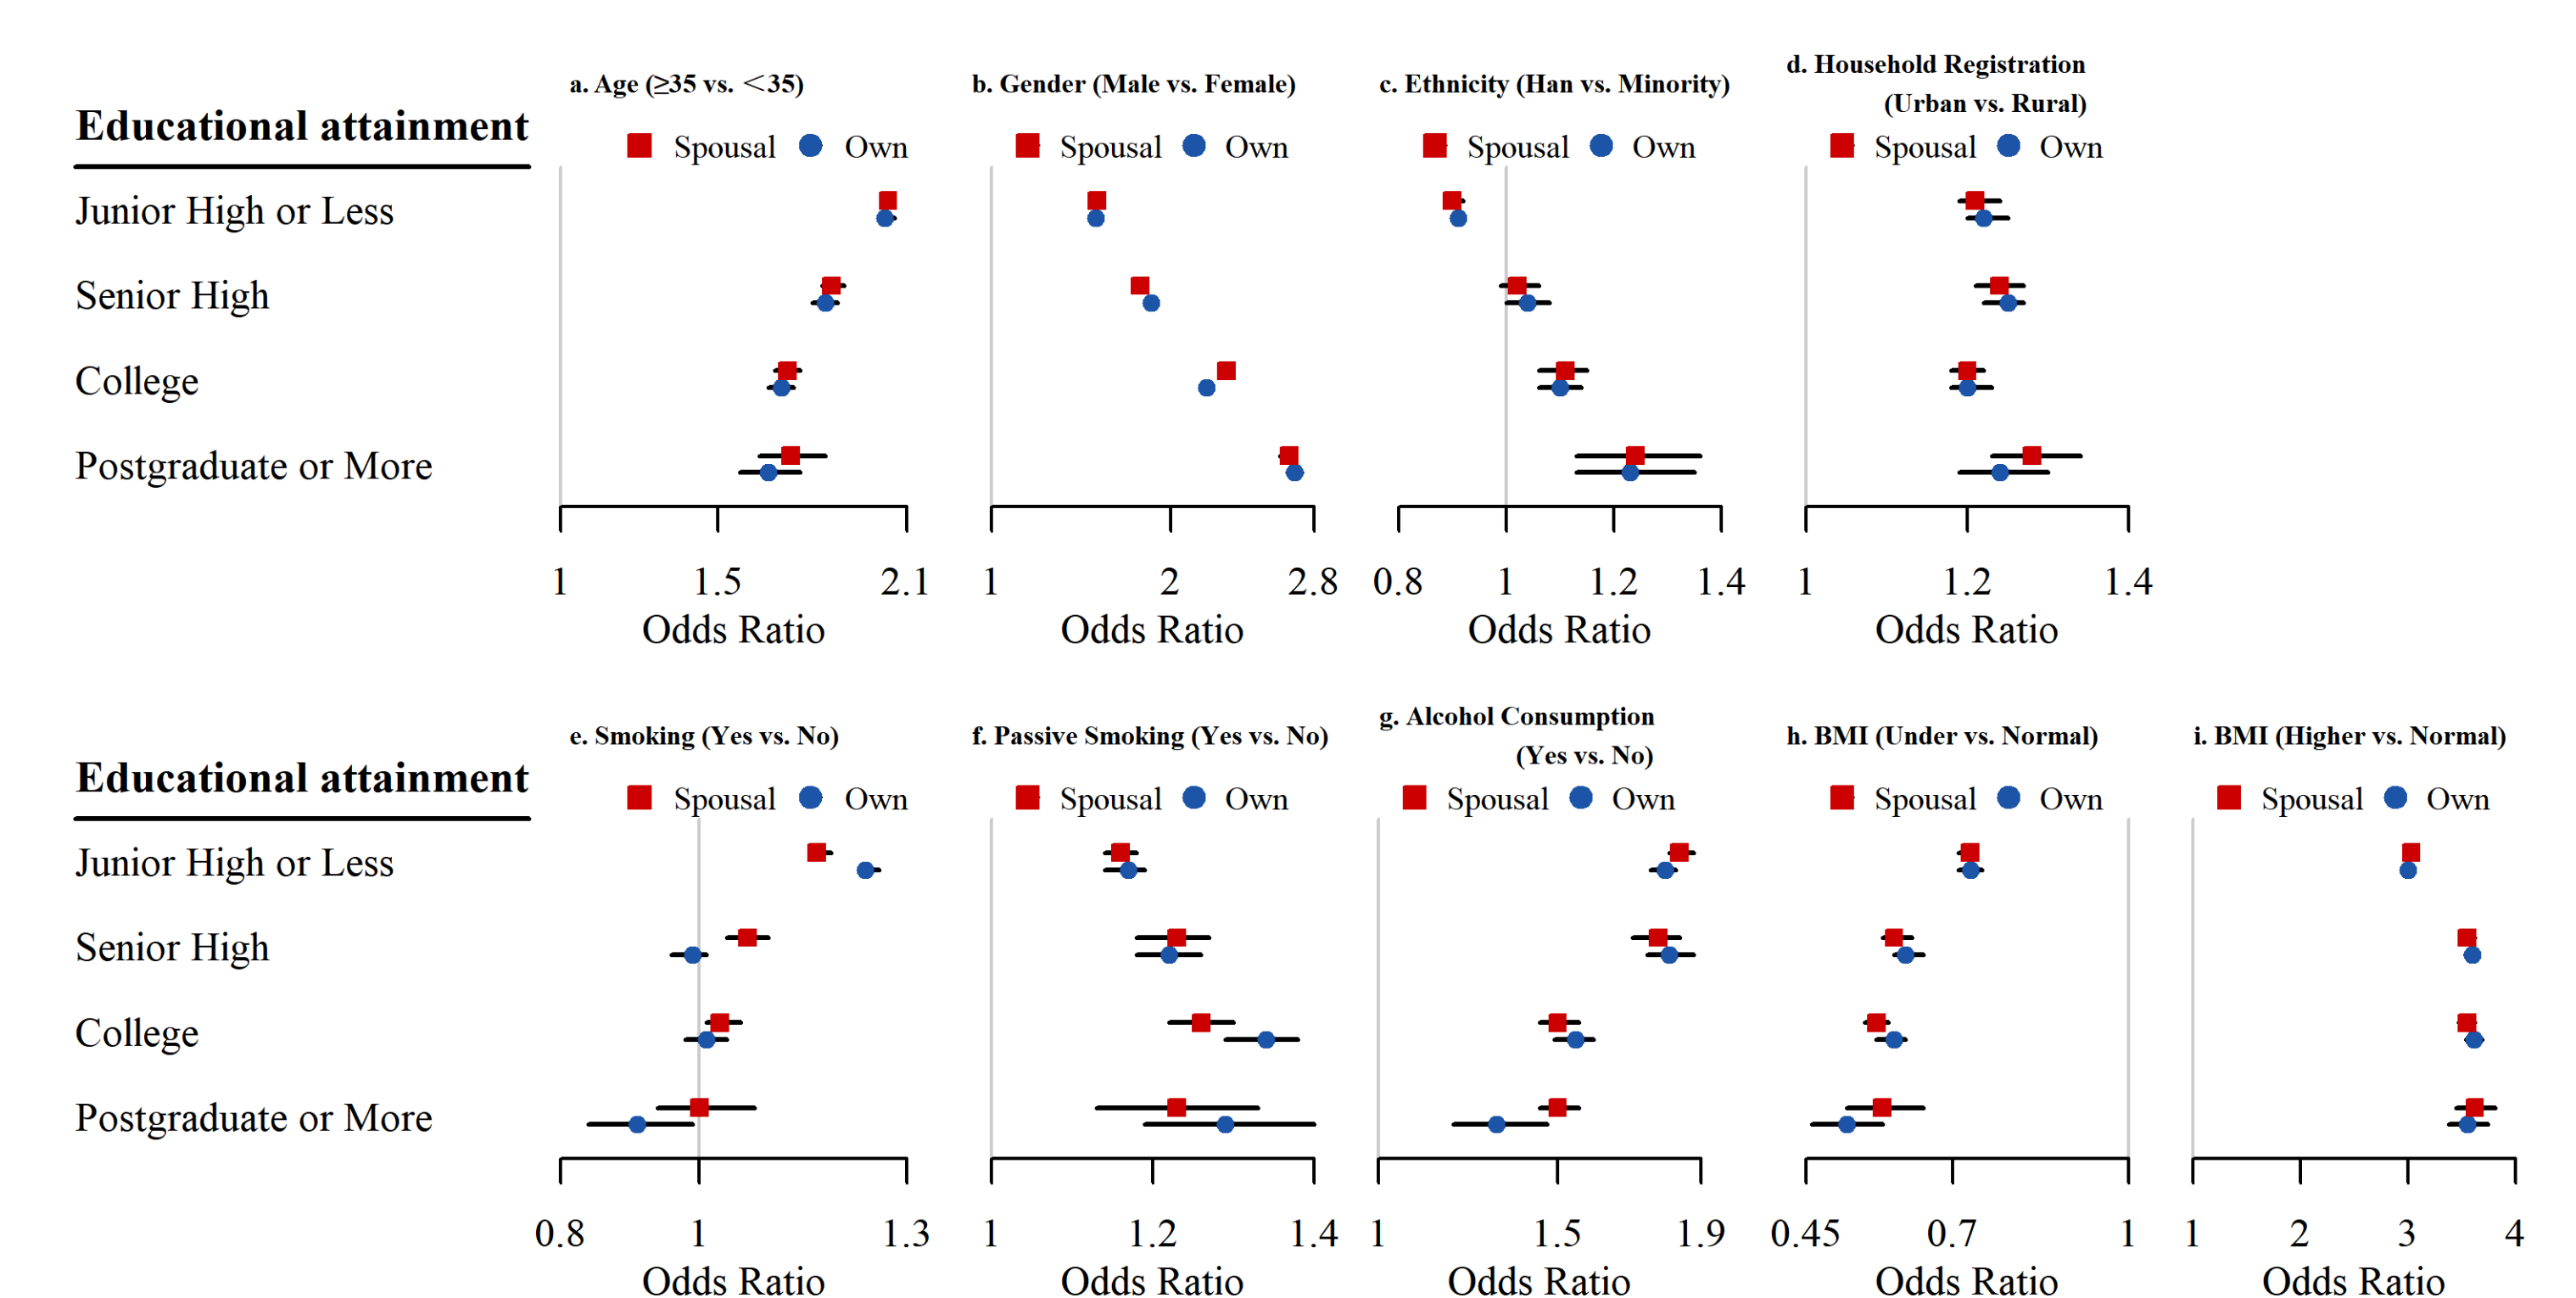 a. Age (≥35 vs. ＜35)
b. Gender (Male vs. Female)
c. Ethnicity (Han vs. Minority)
d. Household Registration
(Urban vs. Rural)
Educational attainment
Spousal Own
Spousal Own
Spousal Own
Spousal Own
Junior High or Less
Senior High
College
Postgraduate or More
1 1.5 2.1
1 2 2.8
0.8 1 1.2 1.4
1 1.2 1.4
Odds Ratio
Odds Ratio
Odds Ratio
Odds Ratio
e. Smoking (Yes vs. No)
f. Passive Smoking (Yes vs. No)
g. Alcohol Consumption
(Yes vs. No)
h. BMI (Under vs. Normal)
i. BMI (Higher vs. Normal)
Educational attainment
Spousal Own
Spousal Own
Spousal Own
Spousal Own
Spousal Own
Junior High or Less
Senior High
College
Postgraduate or More
0.8 1 1.3
1 1.2 1.4
1 1.5 1.9
0.45 0.7 1
1 2 3 4
Odds Ratio
Odds Ratio
Odds Ratio
Odds Ratio
Odds Ratio